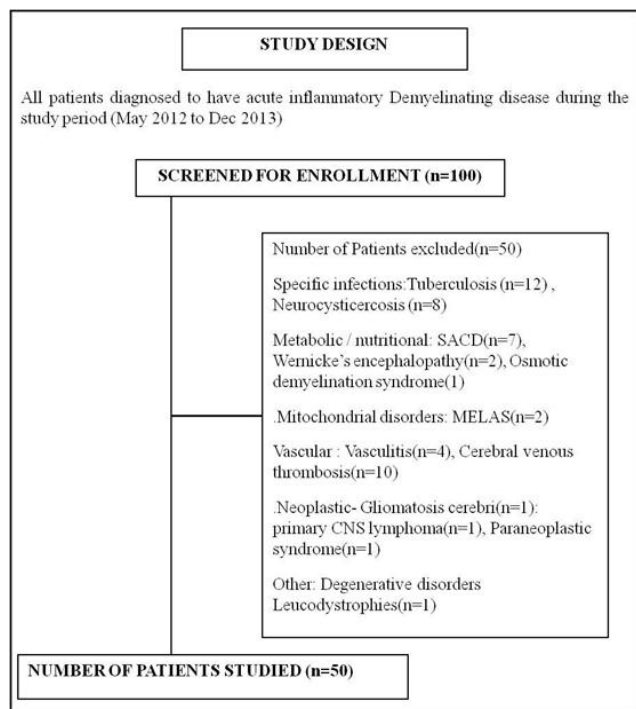 STUDY DESIGN
All patients diagnosed to have acute inflammatory Demyelinating disease during the
study period (May 2012 to Dec 2013)
SCREENED FOR ENROLLMENT (n=100)
Number of Patients excluded(n=50)
Specific infections:Tuberculosis (n=12) ,
Neurocysticercosis (n=8)
Metabolic / nutritional: SACD(n=7),
Wernicke's encephalopathy(n=2), Osmotic
demyelination syndrome(1)
.Mitochondrial disorders: MELAS(n=2)
Vascular : Vasculitis(n=4), Cerebral venous
thrombosis(n=10)
.Neoplastic- Gliomatosis cerebri(n=1):
primary CNS lymphoma(n=1), Paraneoplastic
syndrome(n=1)
Other: Degenerative disorders
Leucodystrophies(n=1)
NUMBER OF PATIENTS STUDIED (n=50)